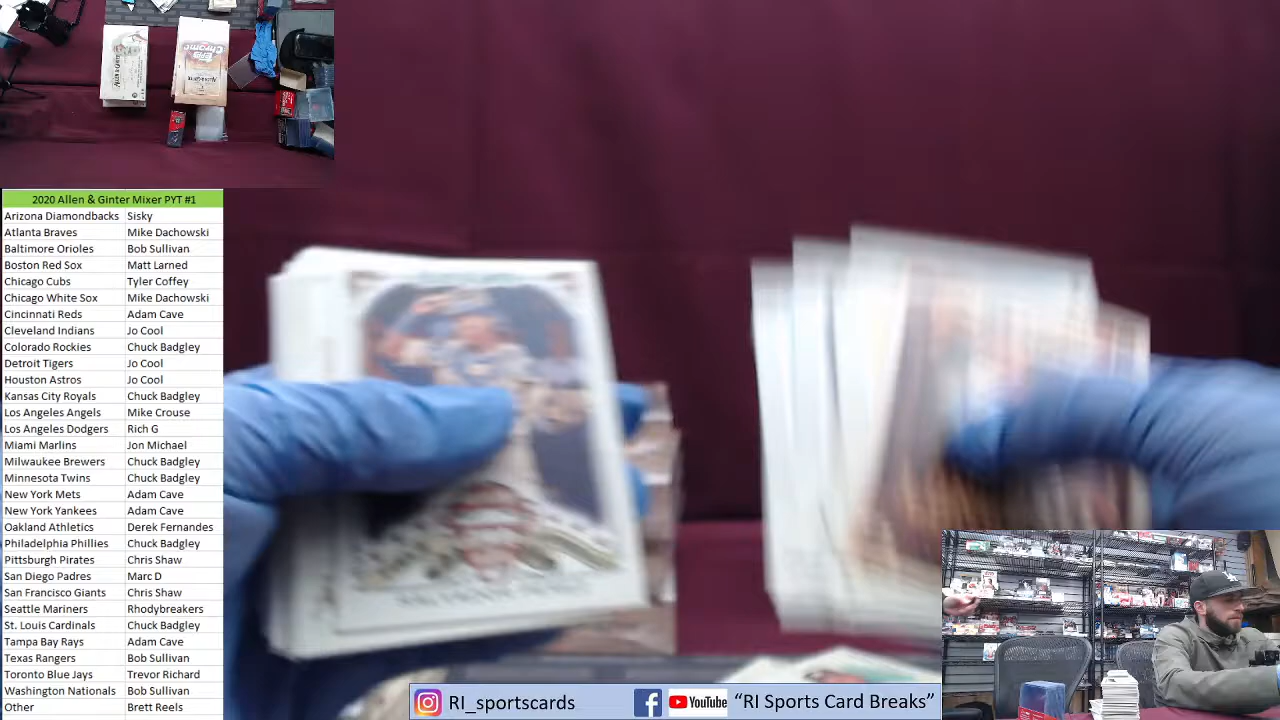 2020 Allen & Ginter Mixer PYT #1
Arizona Diamondbacks Sisky
Atlanta Braves Mike Dachowski
Baltimore Orioles Bob Sullivan
Boston Red Sox Matt Larned
Chicago Cubs Tyler Coffey
Chicago White Sox Mike Dachowski
Cincinnati Reds Adam Cave
Cleveland Indians Jo Cool
Colorado Rockies Chuck Badgley
Detroit Tigers Jo Cool
Houston Astros Jo Cool
Kansas City Royals Chuck Badgley
Los Angeles Angels Mike Crouse
Los Angeles Dodgers Rich G
Miami Marlins Jon Michael
Milwaukee Brewers Chuck Badgley
Minnesota Twins Chuck Badgley
New York Mets Adam Cave
New York Yankees Adam Cave
Oakland Athletics Derek Fernandes
Philadelphia Phillies Chuck Badgley
Pittsburgh Pirates Chris Shaw
San Diego Padres Marc D
San Francisco Giants Chris Shaw
Seattle Mariners Rhodybreakers
St. Louis Cardinals Chuck Badgley
Tampa Bay Rays Adam Cave
Texas Rangers Bob Sullivan
Toronto Blue Jays Trevor Richard
Washington Nationals Bob Sullivan
Other Brett Reels
RI_sportscards YouTube “RI Sports Card Breaks”